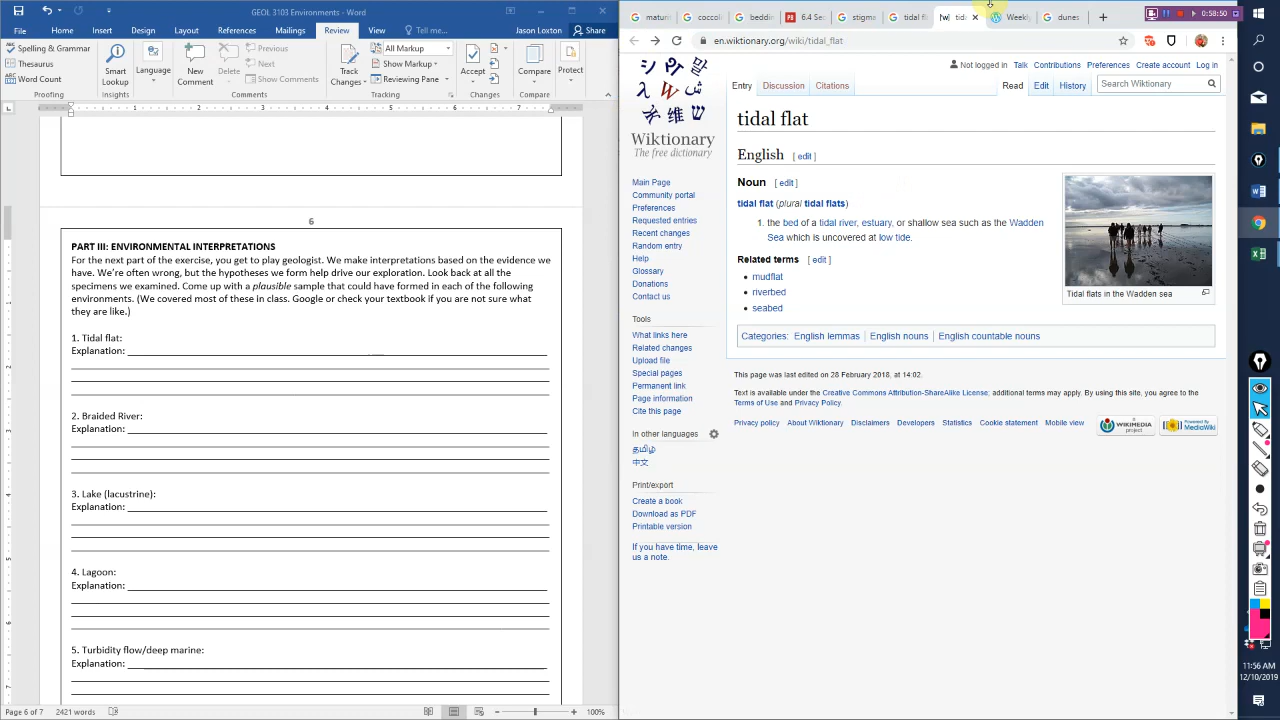 GEOL 3103 Environments - Word
Jason Loxton
Share
File
Home
Insert
Design
Layout
References
Mailings
Review
View
Spelling & Grammar
Thesaurus
Word Count
Proofing
Smart Lookup
Insights
Language
New Comment
Previous
Next
Show Comments
Comments
Track Changes
All Markup
Show Markup
Reviewing Pane
Tracking
Accept
Changes
Compare
Compare
Protect
6
PART III: ENVIRONMENTAL INTERPRETATIONS
For the next part of the exercise, you get to play geologist. We make interpretations based on the evidence we
have. We're often wrong, but the hypotheses we form help drive our exploration. Look back at all the
specimens we examined. Come up with a plausible sample that could have formed in each of the following
environments. (We covered most of these in class. Google or check your textbook if you are not sure what
they are like.)
1. Tidal flat:
Explanation:
2. Braided River:
Explanation:
3. Lake (lacustrine):
Explanation:
4. Lagoon:
Explanation:
5. Turbidity flow/deep marine:
Explanation:
Page 6 of 7
2421 words
100%
matur
coccol
beddi
6.4 Se
stigma
tidal fl
tida
Weekl
dunes
0:58:50
en.wiktionary.org/wiki/tidal_flat
Not logged in
Talk
Contributions
Preferences
Create account
Log in
Entry
Discussion
Citations
Read
Edit
History
Search Wiktionary
Wiktionary
The free dictionary
Main Page
Community portal
Preferences
Requested entries
Recent changes
Random entry
Help
Glossary
Donations
Contact us
Tools
What links here
Related changes
Upload file
Special pages
Permanent link
Page information
Cite this page
In other languages
தமிழ்
中文
Print/export
Create a book
Download as PDF
Printable version
If you have time, leave
us a note.
tidal flat
English [ edit ]
Noun [ edit ]
tidal flat (plural tidal flats)
1. the bed of a tidal river, estuary, or shallow sea such as the Wadden
Sea which is uncovered at low tide.
Related terms [ edit ]
mudflat
riverbed
seabed
Tidal flats in the Wadden sea
Categories: English lemmas | English nouns | English countable nouns
This page was last edited on 28 February 2018, at 14:02.
Text is available under the Creative Commons Attribution-ShareAlike License; additional terms may apply. By using this site, you agree to the
Terms of Use and Privacy Policy.
Privacy policy
About Wiktionary
Disclaimers
Developers
Statistics
Cookie statement
Mobile view
WIKIMEDIA project
Powered By MediaWiki
11:56 AM
12/10/2019